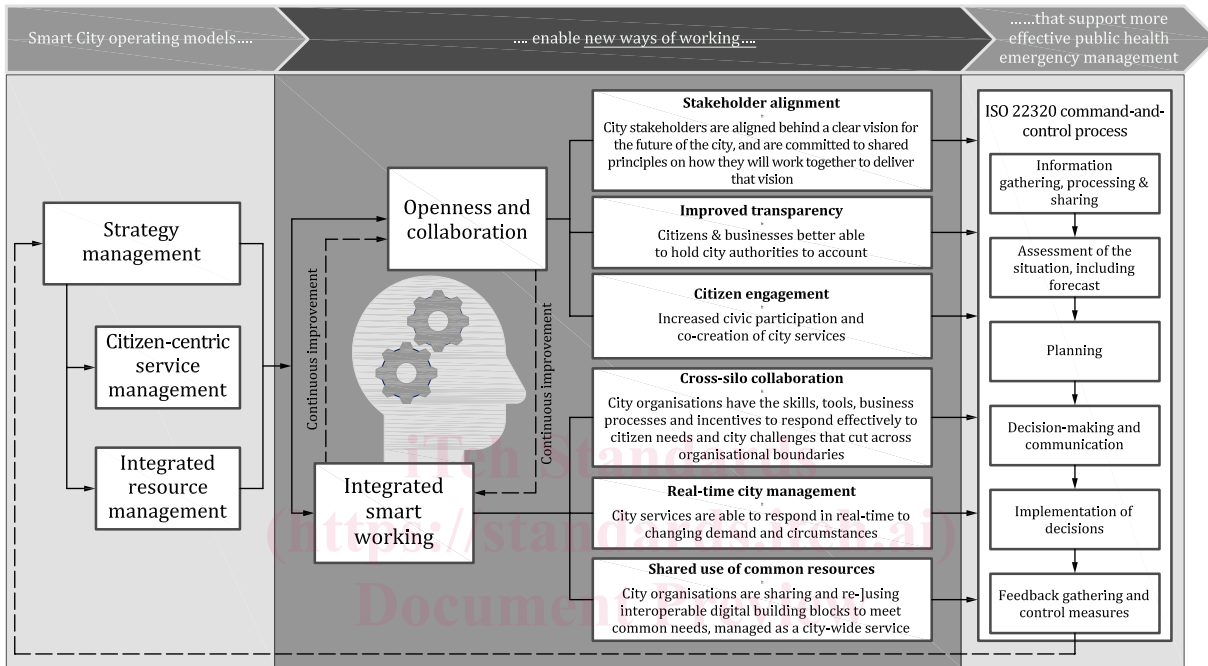 Smart City operating models....
.... enable new ways of working....
......that support more
effective public health
emergency management
Strategy
management
Citizen-centric
service
management
Integrated
resource
management
Openness and
collaboration
Continuous improvement
Continuous improvement
Integrated
smart
working
Stakeholder alignment
City stakeholders are aligned behind a clear vision for
the future of the city, and are committed to shared
principles on how they will work together to deliver
that vision
Improved transparency
Citizens & businesses better able
to hold city authorities to account
Citizen engagement
Increased civic participation and
co-creation of city services
Cross-silo collaboration
City organisations have the skills, tools, business
processes and incentives to respond effectively to
citizen needs and city challenges that cut across
organisational boundaries
Real-time city management
City services are able to respond in real-time to
changing demand and circumstances
Shared use of common resources
City organisations are sharing and re-]using
interoperable digital building blocks to meet
common needs, managed as a city-wide service
ISO 22320 command-and-
control process
Information
gathering, processing &
sharing
Assessment of the
situation, including
forecast
Planning
Decision-making and
communication
Implementation of
decisions
Feedback gathering and
control measures
iTeh Standards
(https://standards.iteh.ai)
Document Preview